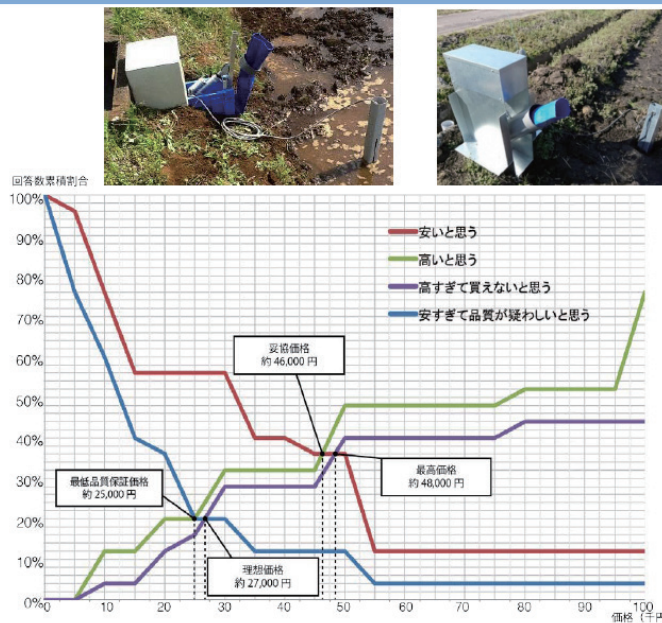 回答数累積割合
100%
90%
80%
70%
60%
50%
40%
30%
20%
10%
0%
安いと思う
高いと思う
高すぎて買えないと思う
安すぎて品質が疑わしいと思う
妥協価格
約 46,000 円
最低品質保証価格
約 25,000 円
最高価格
約 48,000 円
理想価格
約 27,000 円
0 10 20 30 40 50 60 70 80 90 100
価格（千円